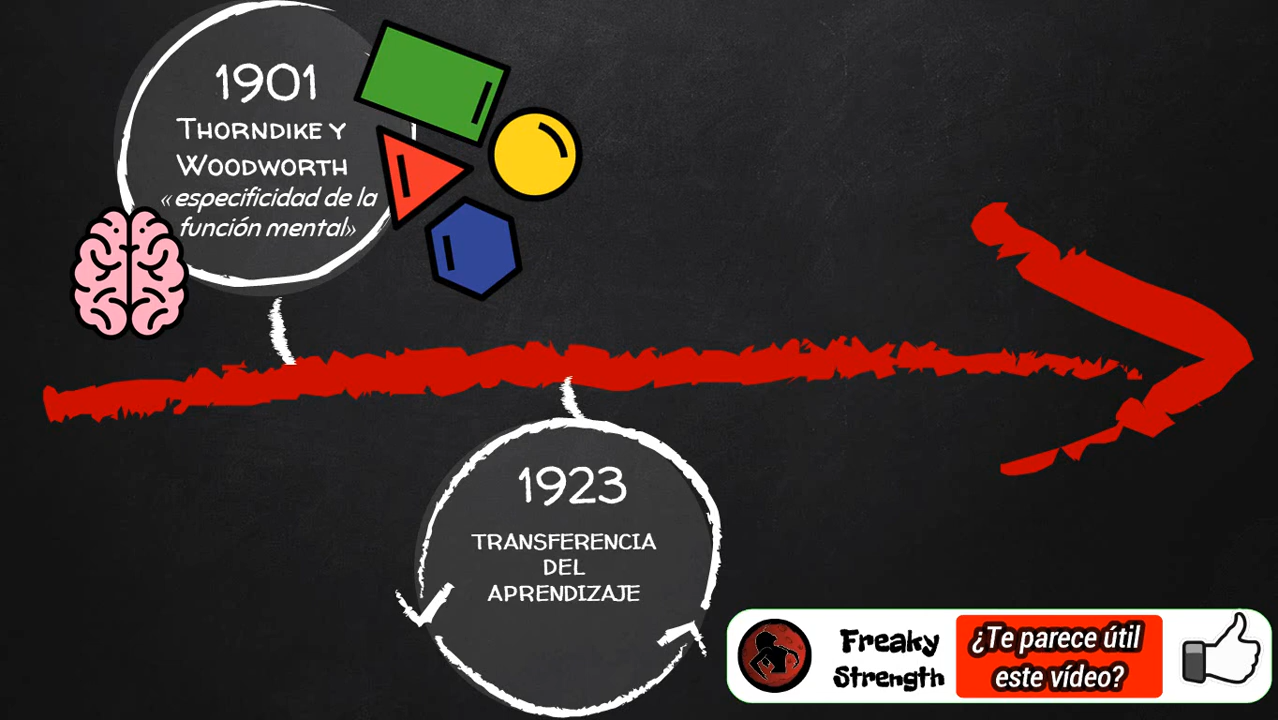 1901
THORNDIKE Y
WOODWORTH
« especificidad de la
función mental»
1923
TRANSFERENCIA
DEL
APRENDIZAJE
Freaky
Strength
¿Te parece útil
este vídeo?